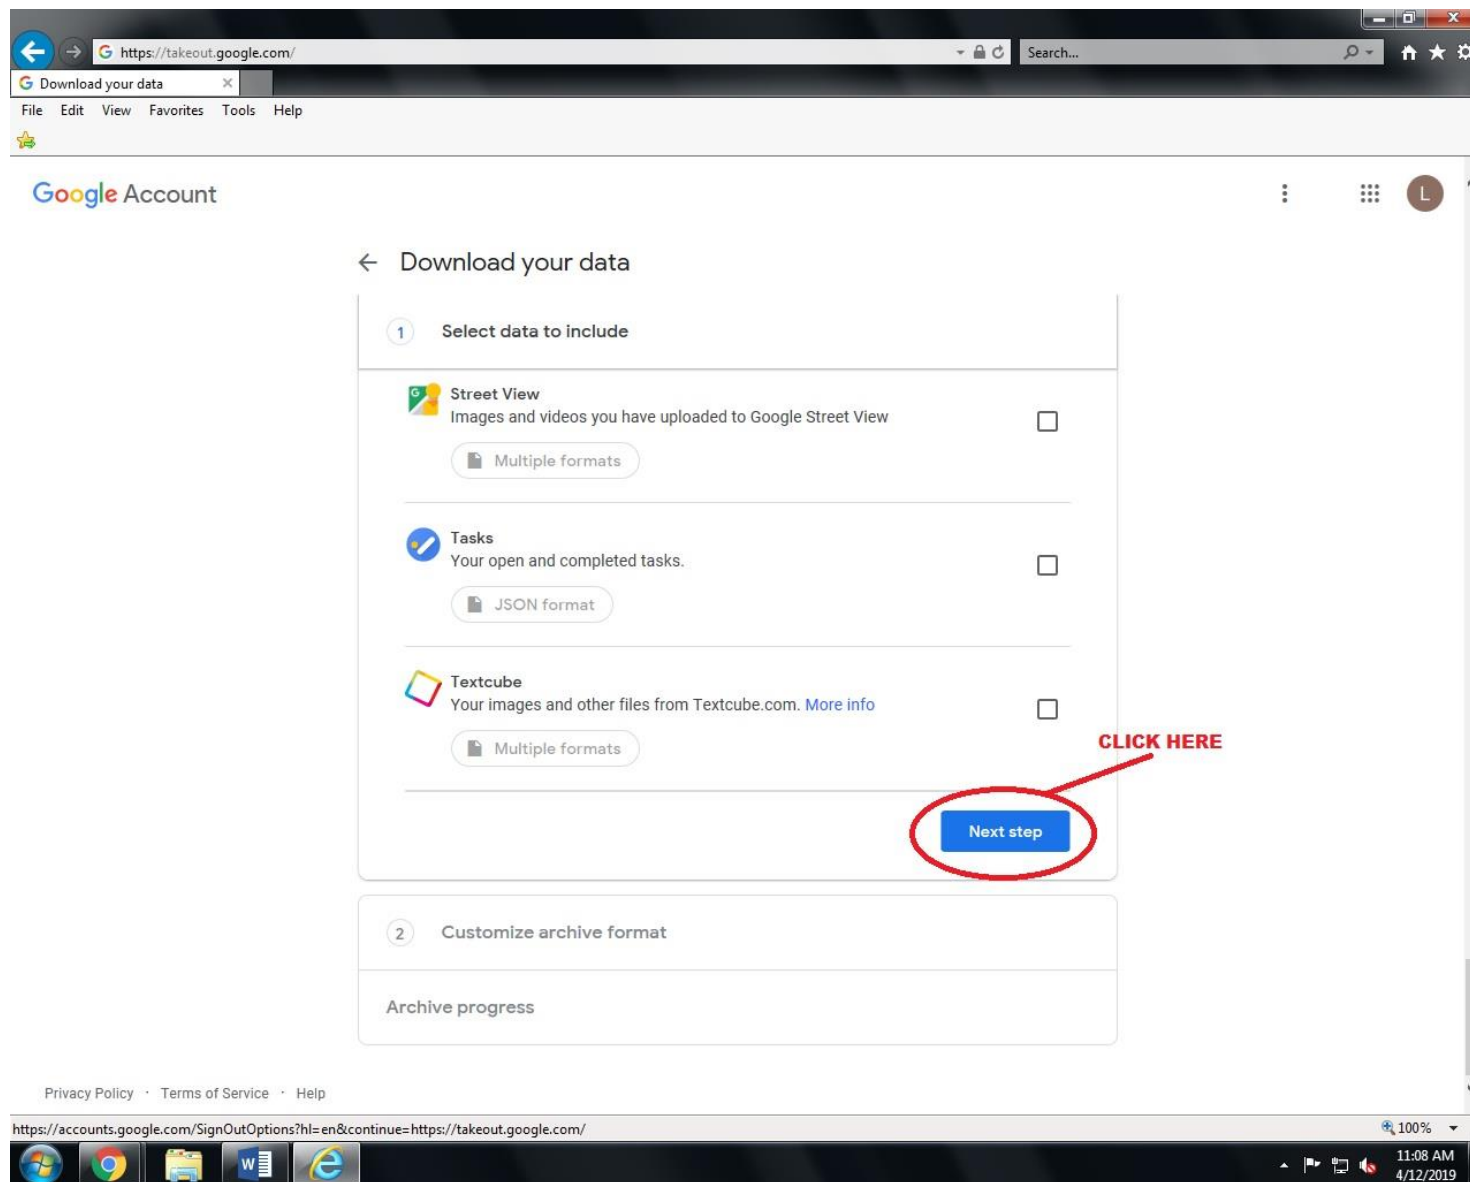 https://takeout.google.com/
Search...
Download your data
File Edit View Favorites Tools Help
Google Account
L
Download your data
1 Select data to include
Street View
Images and videos you have uploaded to Google Street View
Multiple formats
Tasks
Your open and completed tasks.
JSON format
Textcube
Your images and other files from Textcube.com. More info
Multiple formats
CLICK HERE
Next step
2 Customize archive format
Archive progress
Privacy Policy · Terms of Service · Help
https://accounts.google.com/SignOutOptions?hl=en&continue=https://takeout.google.com/
100%
11:08 AM
4/12/2019